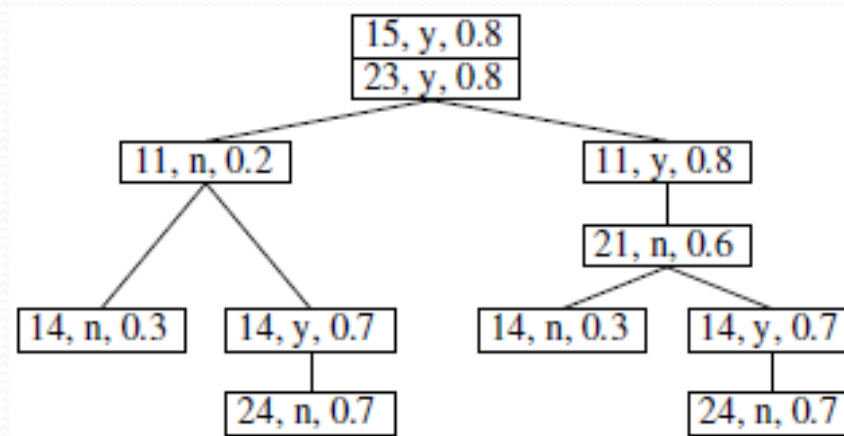 15, y, 0.8
23, y, 0.8
11, n, 0.2
11, y, 0.8
21, n, 0.6
14, n, 0.3
14, y, 0.7
14, n, 0.3
14, y, 0.7
24, n, 0.7
24, n, 0.7